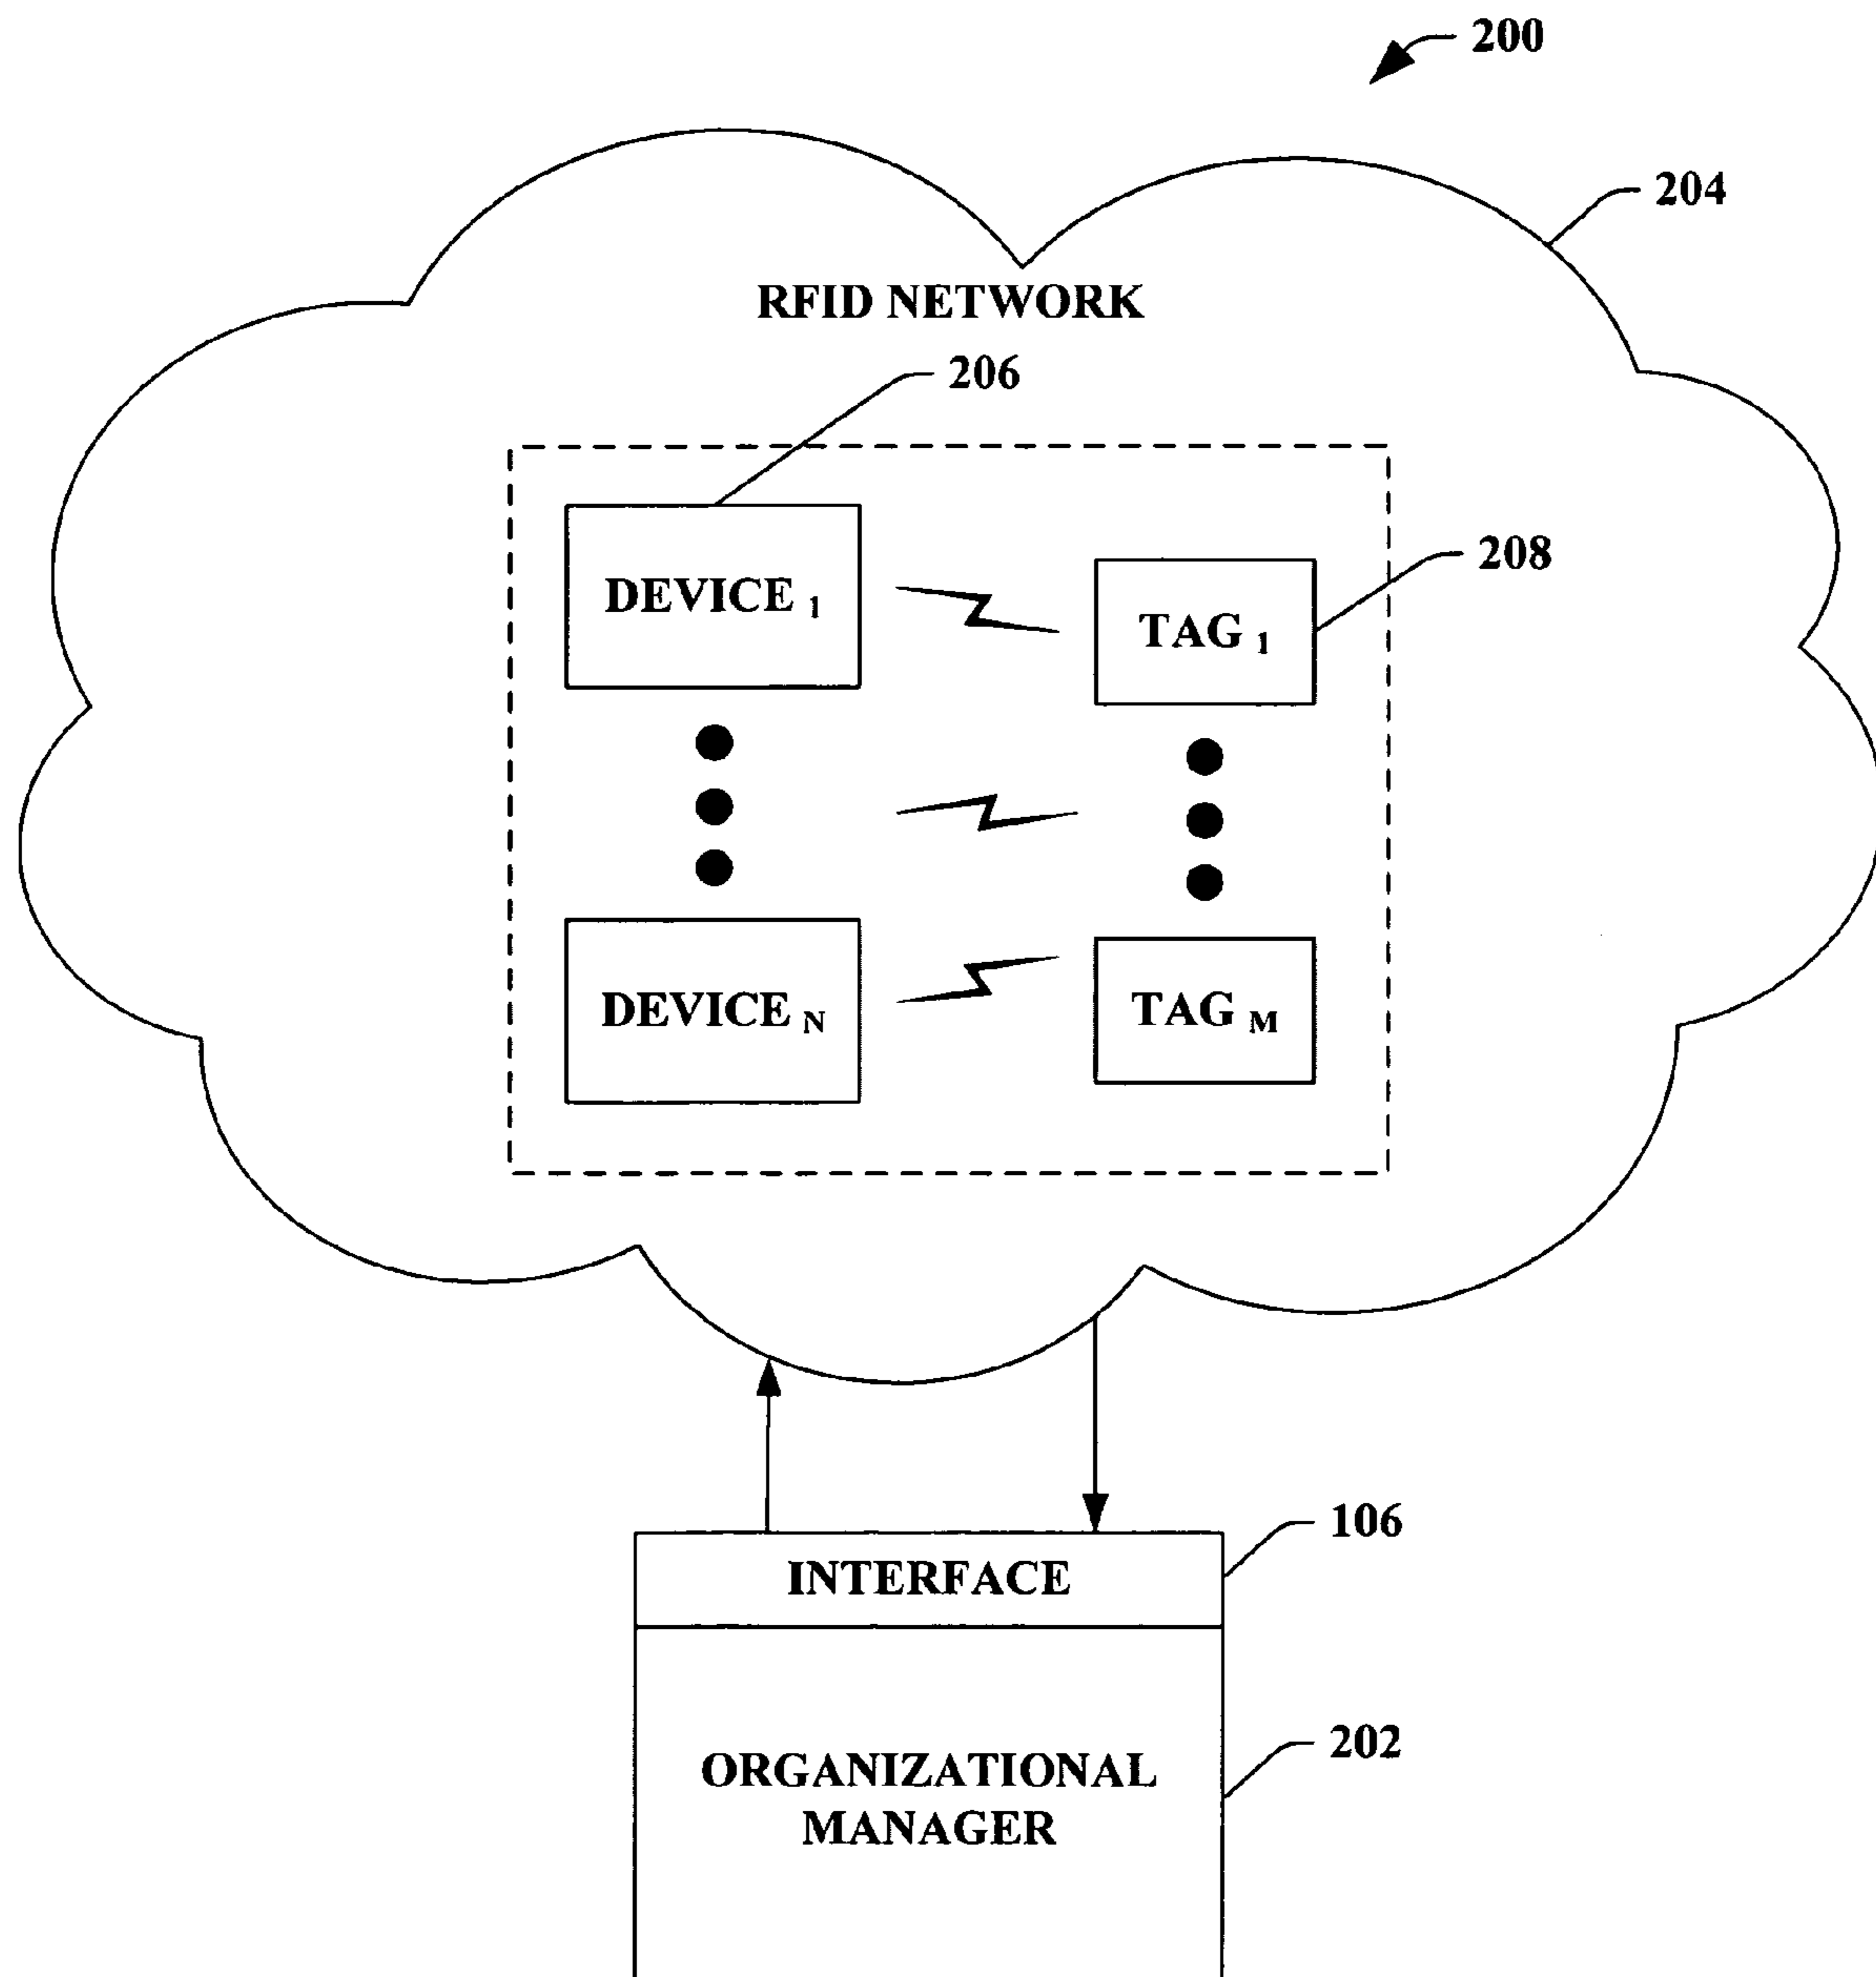 200
204
RFID NETWORK
206
208
DEVICE 1
TAG 1
DEVICE N
TAG M
106
INTERFACE
202
ORGANIZATIONAL
MANAGER